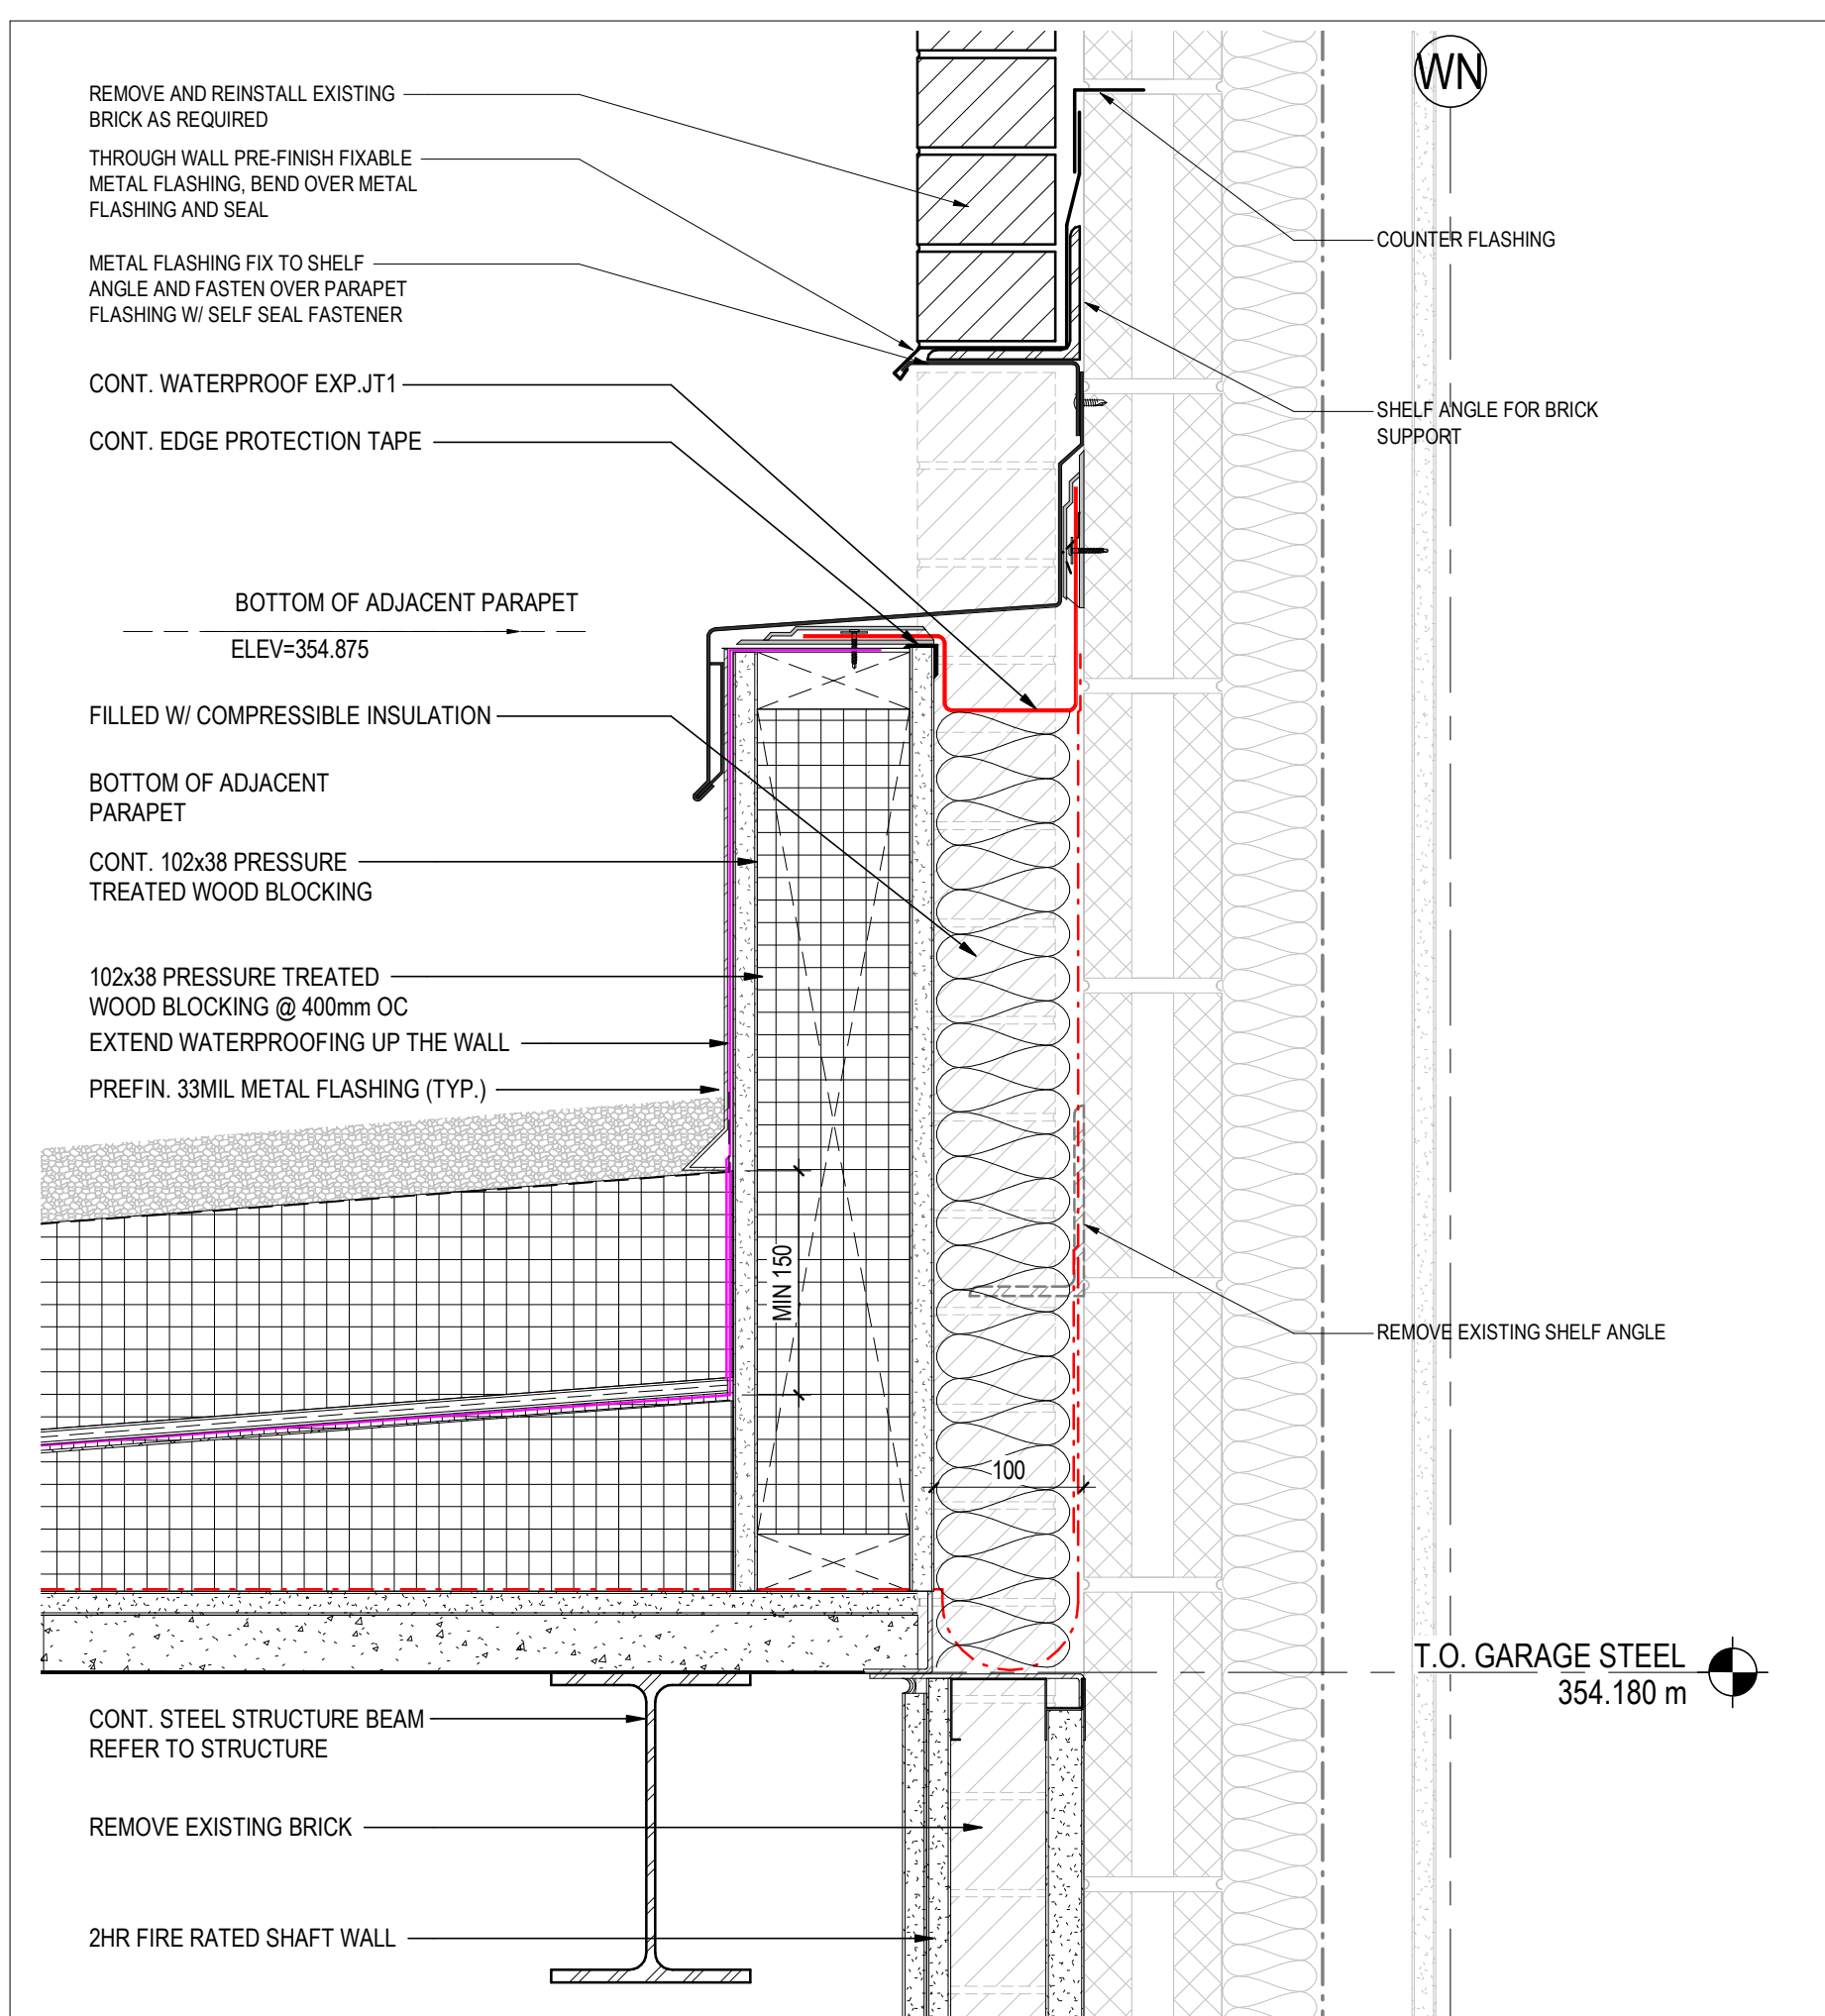 WN
REMOVE AND REINSTALL EXISTING
BRICK AS REQUIRED
THROUGH WALL PRE-FINISH FIXABLE
METAL FLASHING, BEND OVER METAL
FLASHING AND SEAL
COUNTER FLASHING
METAL FLASHING FIX TO SHELF
ANGLE AND FASTEN OVER PARAPET
FLASHING W/ SELF SEAL FASTENER
CONT. WATERPROOF EXP.JT1
SHELF ANGLE FOR BRICK
SUPPORT
CONT. EDGE PROTECTION TAPE
BOTTOM OF ADJACENT PARAPET
ELEV=354.875
FILLED W/ COMPRESSIBLE INSULATION
BOTTOM OF ADJACENT
PARAPET
CONT. 102x38 PRESSURE
TREATED WOOD BLOCKING
102x38 PRESSURE TREATED
WOOD BLOCKING @ 400mm OC
EXTEND WATERPROOFING UP THE WALL
PREFIN. 33MIL METAL FLASHING (TYP.)
MIN 150
REMOVE EXISTING SHELF ANGLE
100
T.O. GARAGE STEEL
354.180 m
CONT. STEEL STRUCTURE BEAM
REFER TO STRUCTURE
REMOVE EXISTING BRICK
2HR FIRE RATED SHAFT WALL